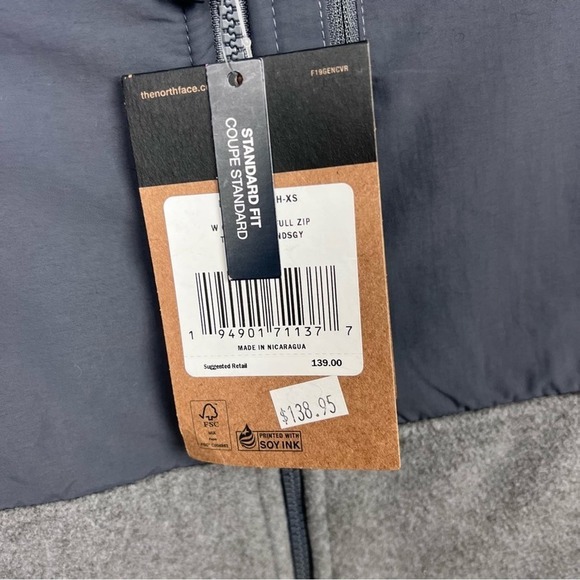 thenorthface.c
F19GENCVR
STANDARD FIT
COUPE STANDARD
H-XS
W FULL ZIP
T NDSGY
1 94901 71137 7
MADE IN NICARAGUA
Suggested Retail 139.00
$138.95
FSC
MIX
PRINTED WITH
SOY INK